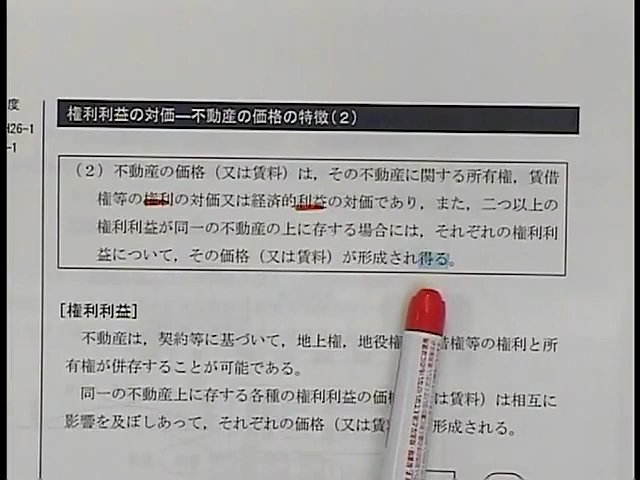 度
H26-1
-1
権利利益の対価―不動産の価格の特徴(2)
(2)不動産の価格(又は賃料)は，その不動産に関する所有権，賃借
権等の権利の対価又は経済的利益の対価であり，また，二つ以上の
権利利益が同一の不動産の上に存する場合には，それぞれの権利利
益について，その価格(又は賃料)が形成され得る。
[権利利益]
不動産は，契約等に基づいて，地上権，地役権 借権等の権利と所
有権が併存することが可能である。
同一の不動産上に存する各種の権利利益の価格 は賃料)は相互に
影響を及ぼしあって，それぞれの価格(又は賃 形成される。